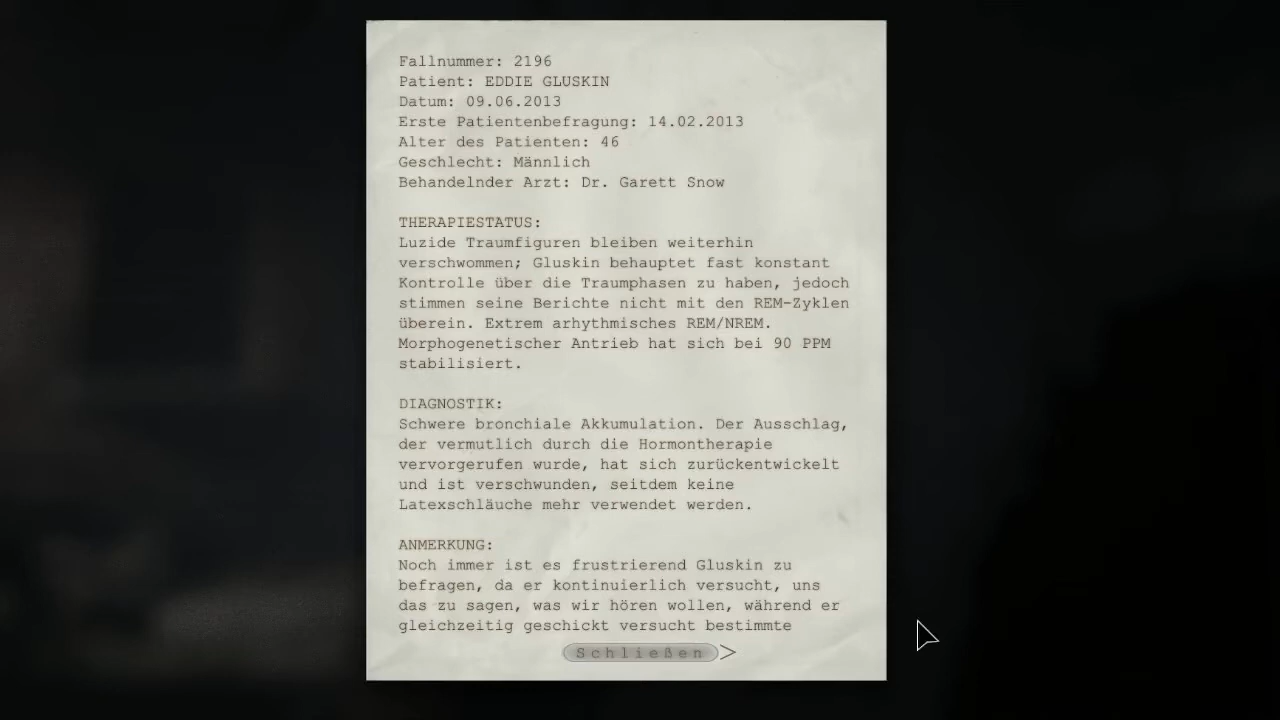 Fallnummer: 2196
Patient: EDDIE GLUSKIN
Datum: 09.06.2013
Erste Patientenbefragung: 14.02.2013
Alter des Patienten: 46
Geschlecht: Männlich
Behandelnder Arzt: Dr. Garett Snow
THERAPIESTATUS:
Luzide Traumfiguren bleiben weiterhin
verschwommen; Gluskin behauptet fast konstant
Kontrolle über die Traumphasen zu haben, jedoch
stimmen seine Berichte nicht mit den REM-Zyklen
überein. Extrem arhythmisches REM/NREM.
Morphogenetischer Antrieb hat sich bei 90 PPM
stabilisiert.
DIAGNOSTIK:
Schwere bronchiale Akkumulation. Der Ausschlag,
der vermutlich durch die Hormontherapie
vervorgerufen wurde, hat sich zurückentwickelt
und ist verschwunden, seitdem keine
Latexschläuche mehr verwendet werden.
ANMERKUNG:
Noch immer ist es frustrierend Gluskin zu
befragen, da er kontinuierlich versucht, uns
das zu sagen, was wir hören wollen, während er
gleichzeitig geschickt versucht bestimmte
Schließen >